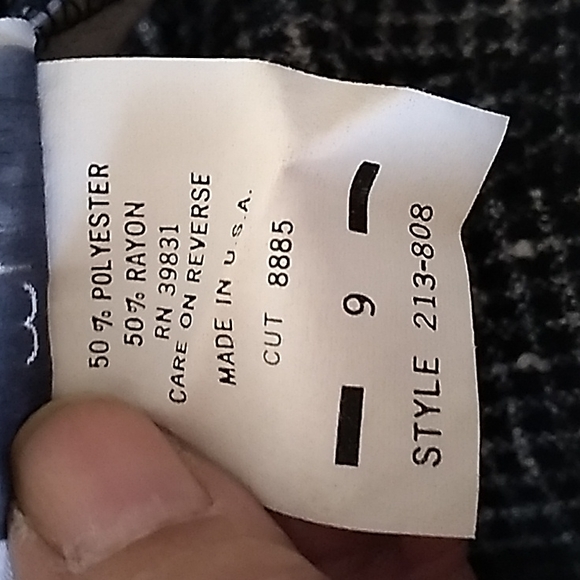 50% POLYESTER
50% RAYON
RN 39831
CARE ON REVERSE
MADE IN U.S.A.
CUT 8885
9
STYLE 213-808